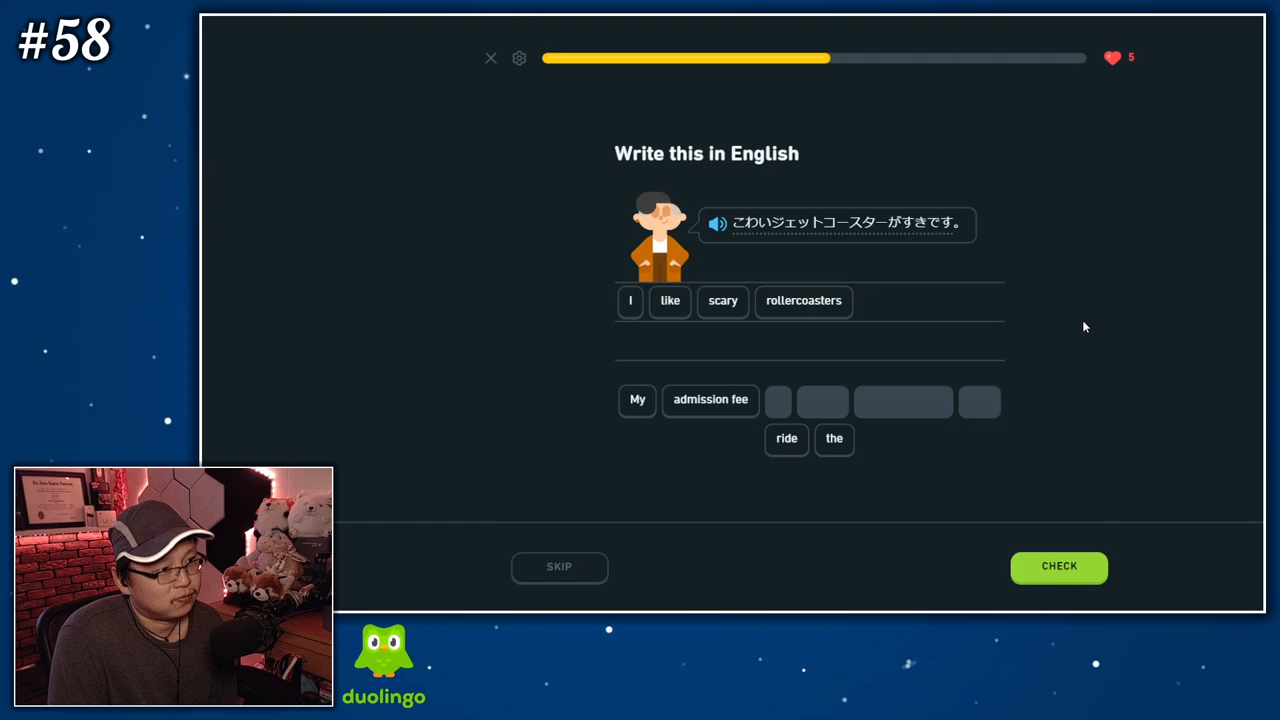 #58
5
Write this in English
こわいジェットコースターがすきです。
I like scary rollercoasters
My admission fee
ride the
SKIP
CHECK
duolingo